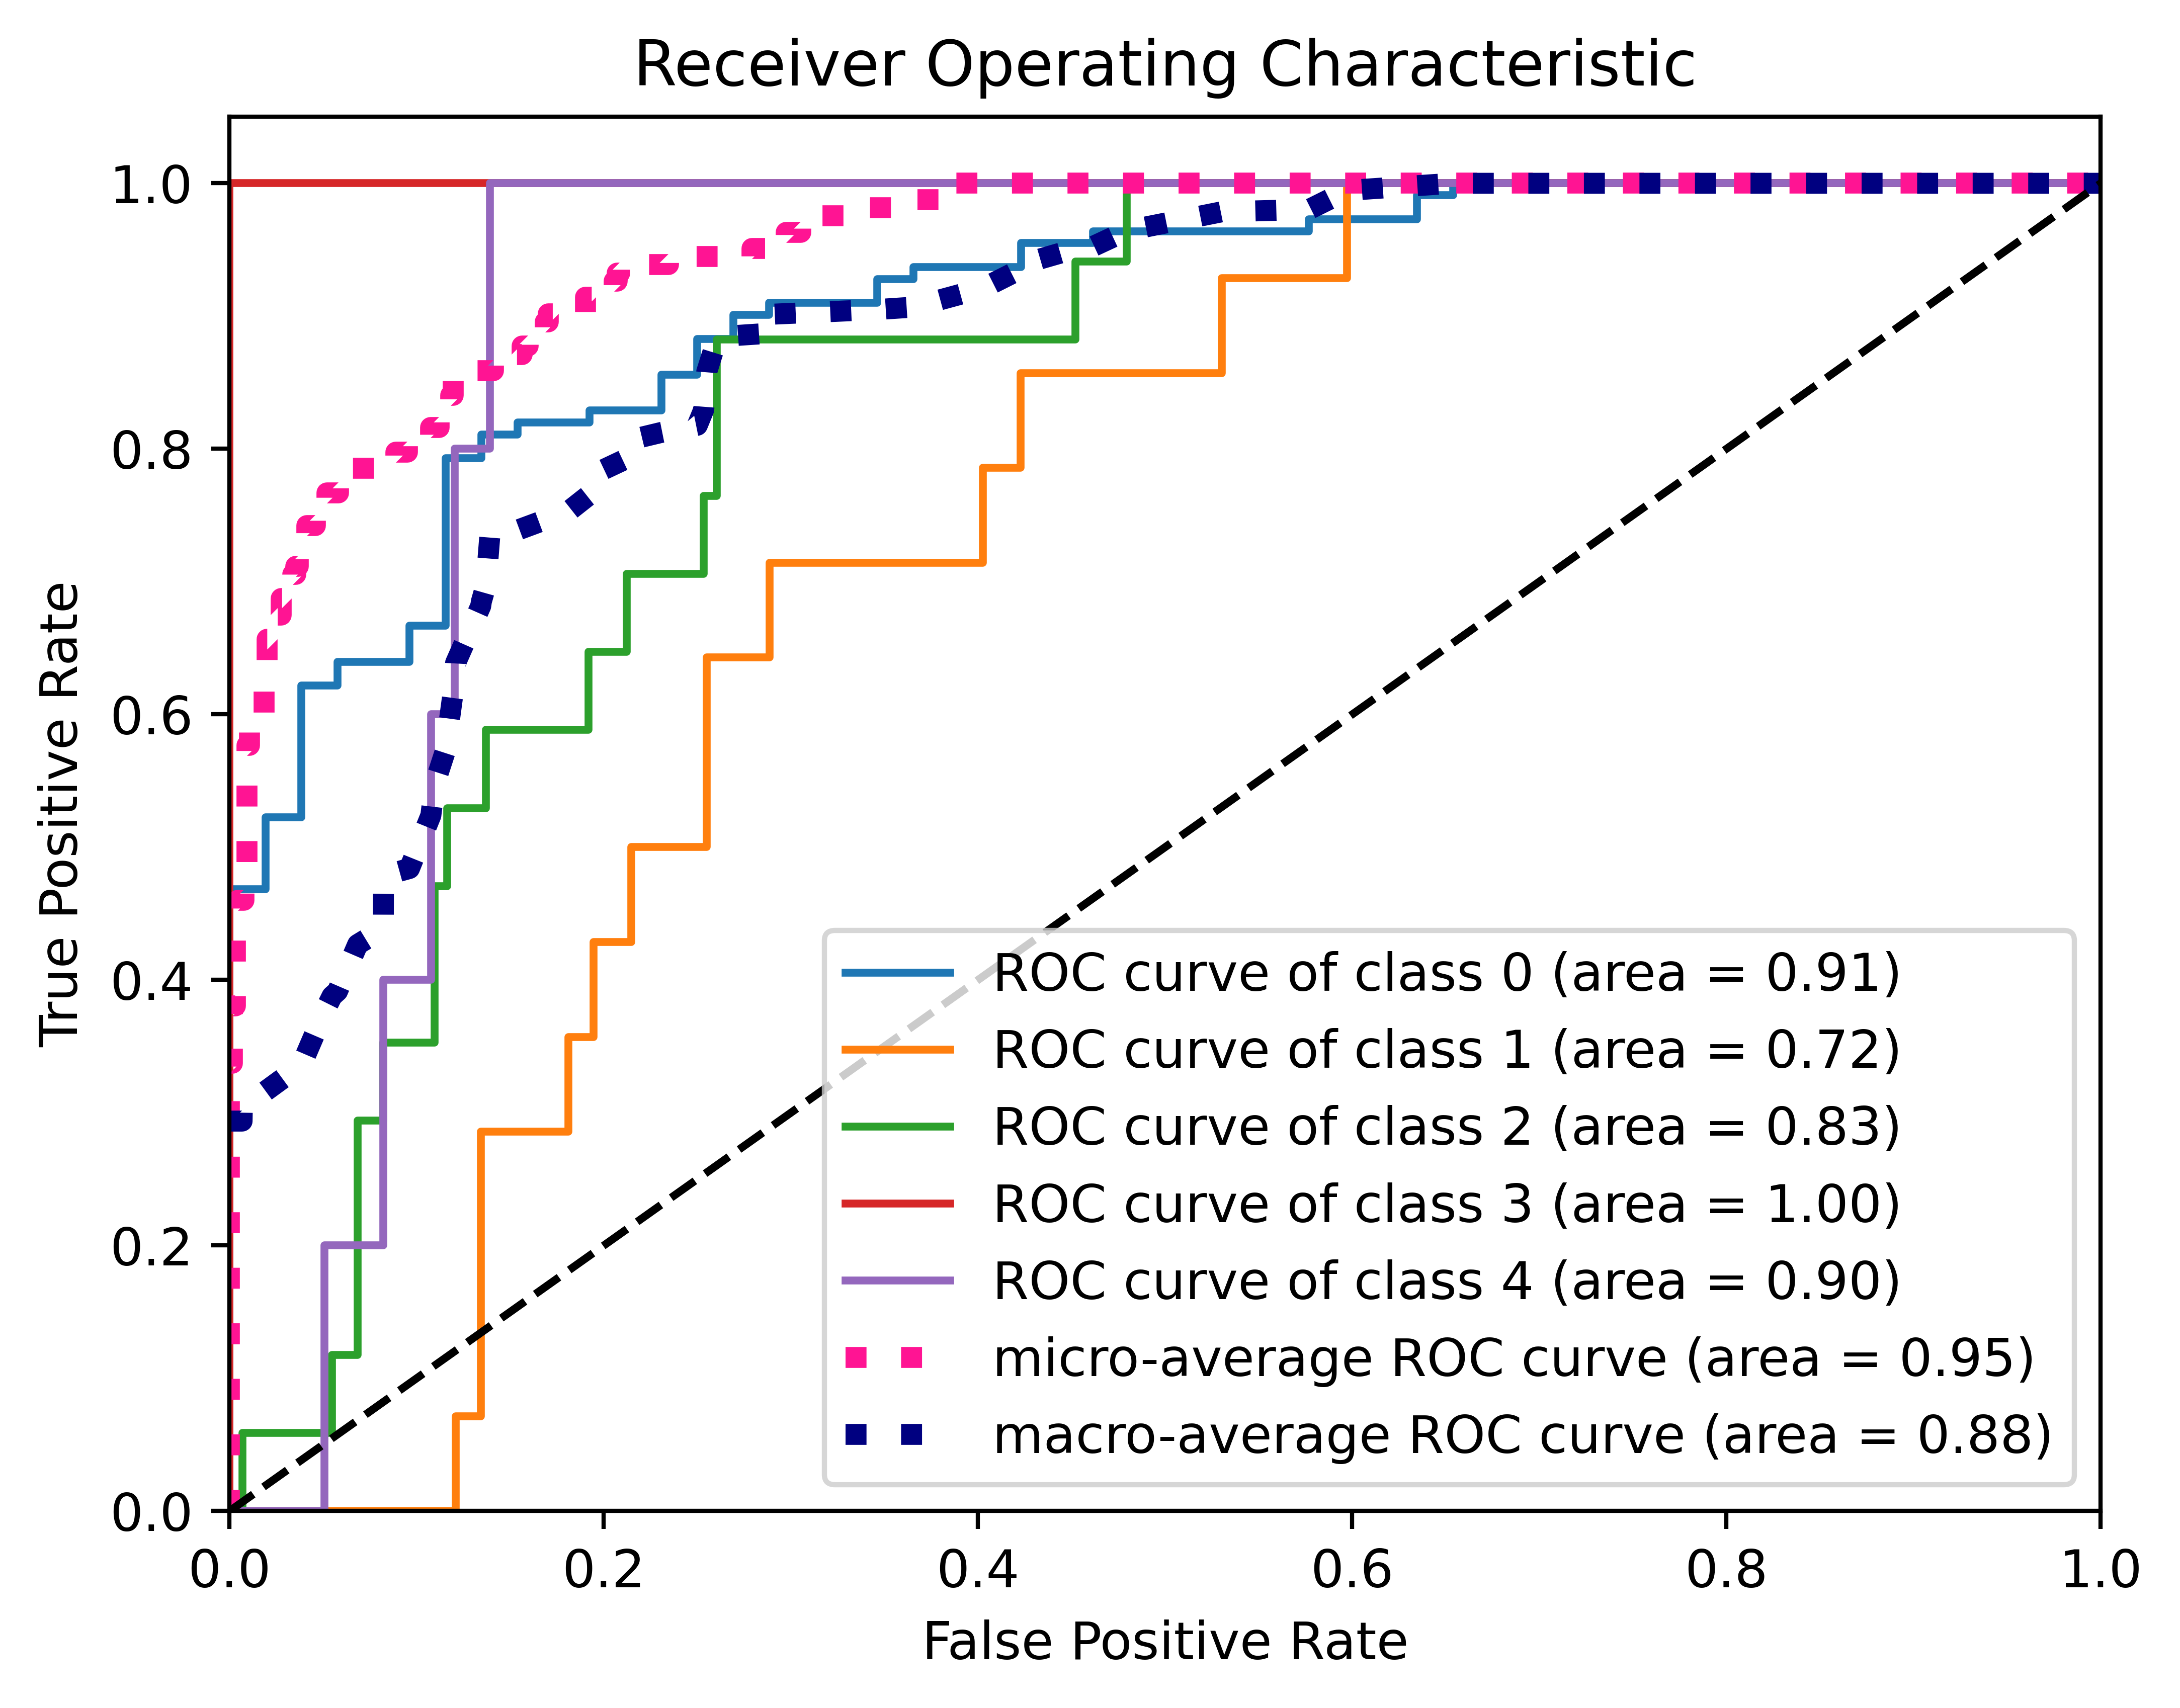 Receiver Operating Characteristic
1.0
0.8
0.6
0.4
0.2
0.0
True Positive Rate
ROC curve of class 0 (area = 0.91)
ROC curve of class 1 (area = 0.72)
ROC curve of class 2 (area = 0.83)
ROC curve of class 3 (area = 1.00)
ROC curve of class 4 (area = 0.90)
micro-average ROC curve (area = 0.95)
macro-average ROC curve (area = 0.88)
0.0 0.2 0.4 0.6 0.8 1.0
False Positive Rate